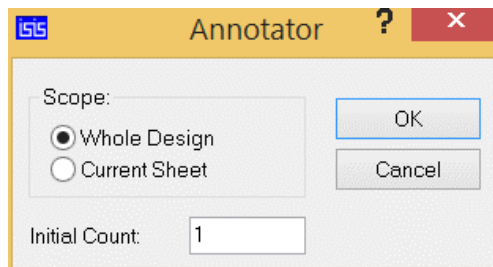 isis Annotator ? x
Scope:
Whole Design
Current Sheet
OK
Cancel
Initial Count: 1